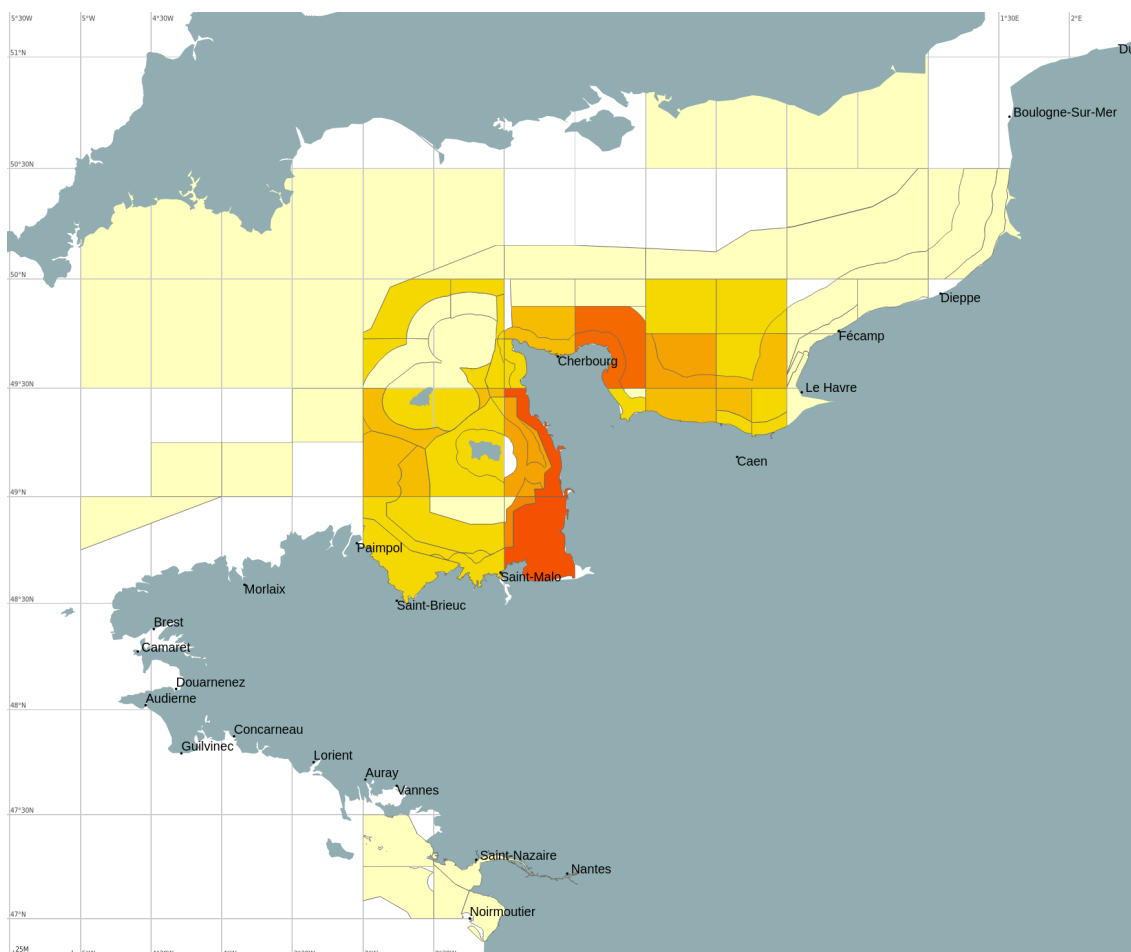 5°30W 5°W 4°30W 1°30E 2°E
51°N
Du
Boulogne-Sur-Mer
50°30N
50°N
Dieppe
Fécamp
Cherbourg
49°30N
Le Havre
Caen
49°N
Paimpol
Saint-Malo
Morlaix
48°30N
Saint-Brieuc
Brest
Camaret
Douarnenez
Audierne
48°N
Concarneau
Guilvinec
Lorient
Auray
Vannes
47°30N
Saint-Nazaire
Nantes
Noirmoutier
47°N